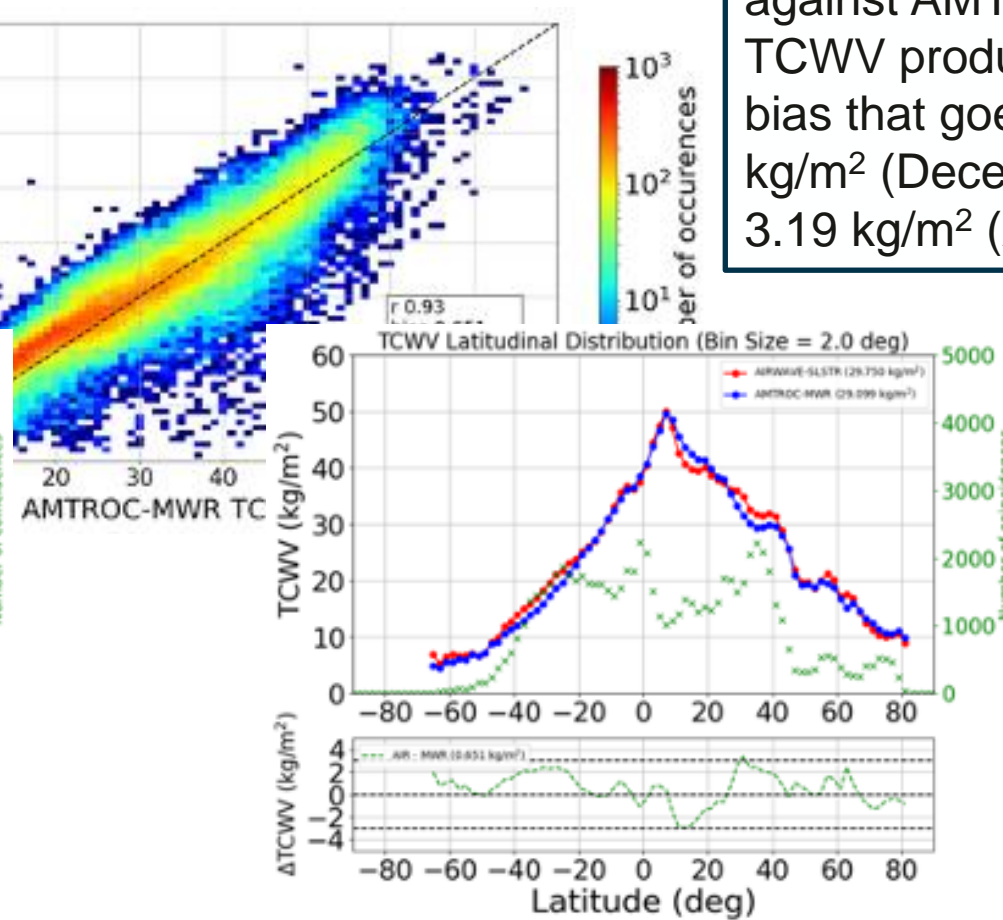 against AMT
TCWV produ
bias that goe
kg/m² (Dece
3.19 kg/m² (
10³
10²
10¹
ber of occurences
r 0.93
20 30 40
AMTROC-MWR TC
TCWV Latitudinal Distribution (Bin Size = 2.0 deg)
AIRWAVE-SLSTR (29.750 kg/m²)
AMTROC-MWR (29.099 kg/m²)
TCWV (kg/m²)
60
50
40
30
20
10
0
5000
4000
3000
2000
1000
0
−80 −60 −40 −20 0 20 40 60 80
ΔTCWV (kg/m²)
4
2
0
−2
−4
AIR - MWR (0.651 kg/m²)
−80 −60 −40 −20 0 20 40 60 80
Latitude (deg)